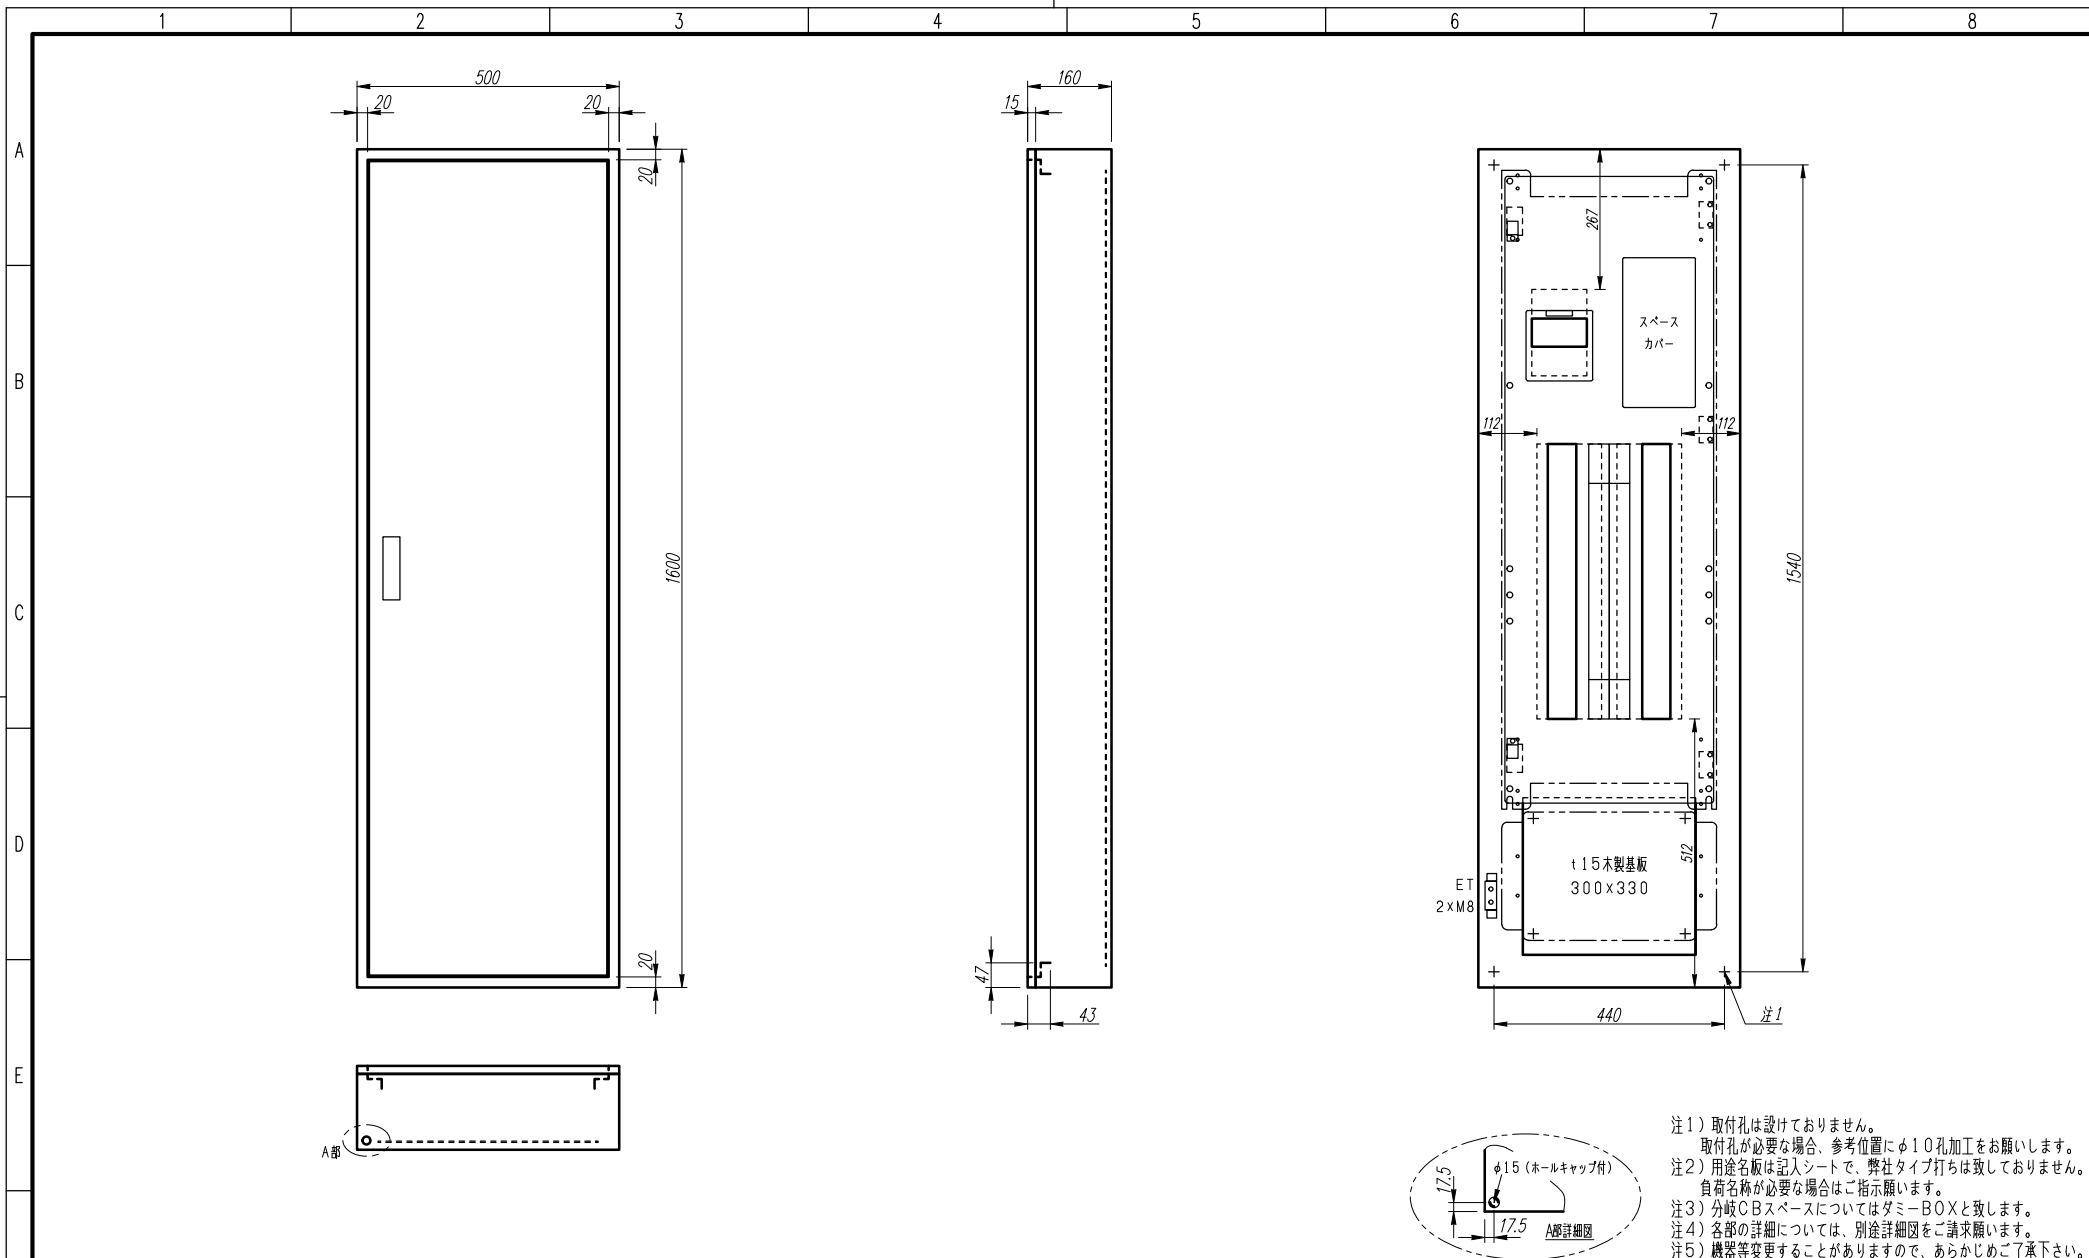 1 2 3 4 5 6 7 8
A
B
C
D
E
500
20 20
20
1600
20
160
15
47
43
267
スペース
カバー
112 112
1540
512
t15木製基板
300×330
ET
2×M8
440
注1
A部
φ15(ホールキャップ付)
17.5
17.5
A部詳細図
注1)取付孔は設けておりません。
取付孔が必要な場合、参考位置にφ10孔加工をお願いします。
注2)用途名板は記入シートで、弊社タイプ打ちは致しておりません。
負荷名称が必要な場合はご指示願います。
注3)分岐CBスペースについてはダミーBOXと致します。
注4)各部の詳細については、別途詳細図をご請求願います。
注5)機器等変更することがありますので、あらかじめご了承下さい。